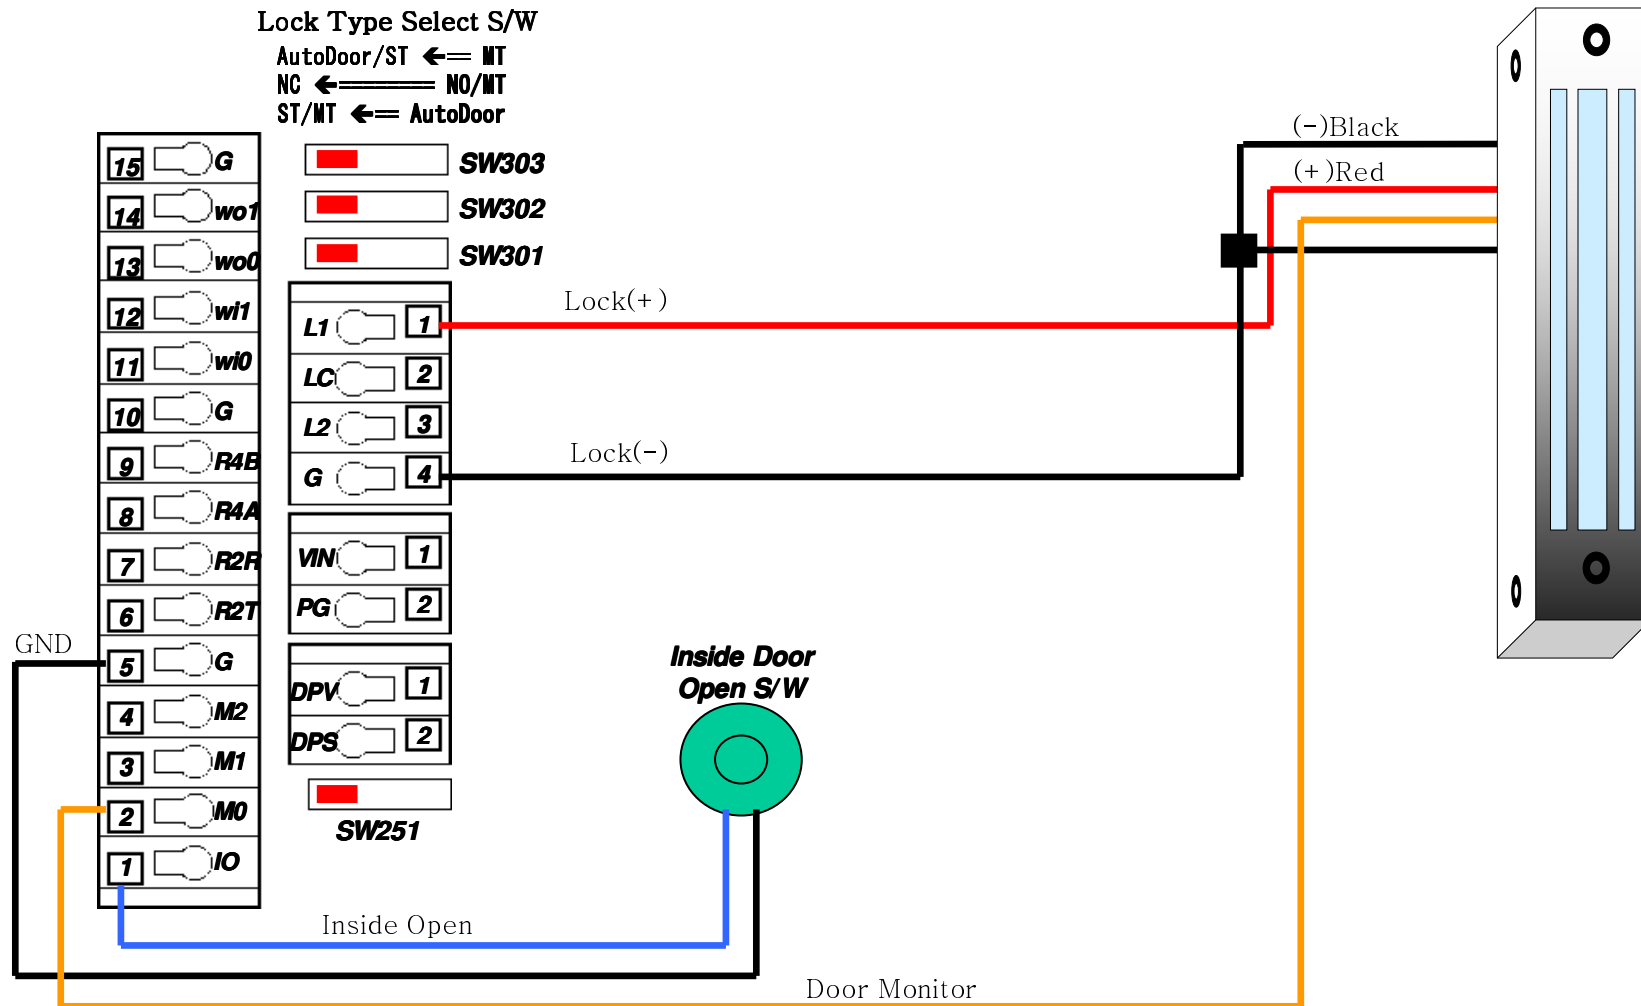 Lock Type Select S/W
AutoDoor/ST ←== MT
NC ←======== NO/MT
ST/MT ←== AutoDoor
15 G
14 wo1
13 wo0
12 wi1
11 wi0
10 G
9 R4B
8 R4A
7 R2R
6 R2T
5 G
4 M2
3 M1
2 M0
1 IO
GND
SW303
SW302
SW301
L1 1
LC 2
L2 3
G 4
VIN 1
PG 2
DPV 1
DPS 2
SW251
Lock(+)
Lock(-)
(-)Black
(+)Red
Inside Door
Open S/W
Inside Open
Door Monitor